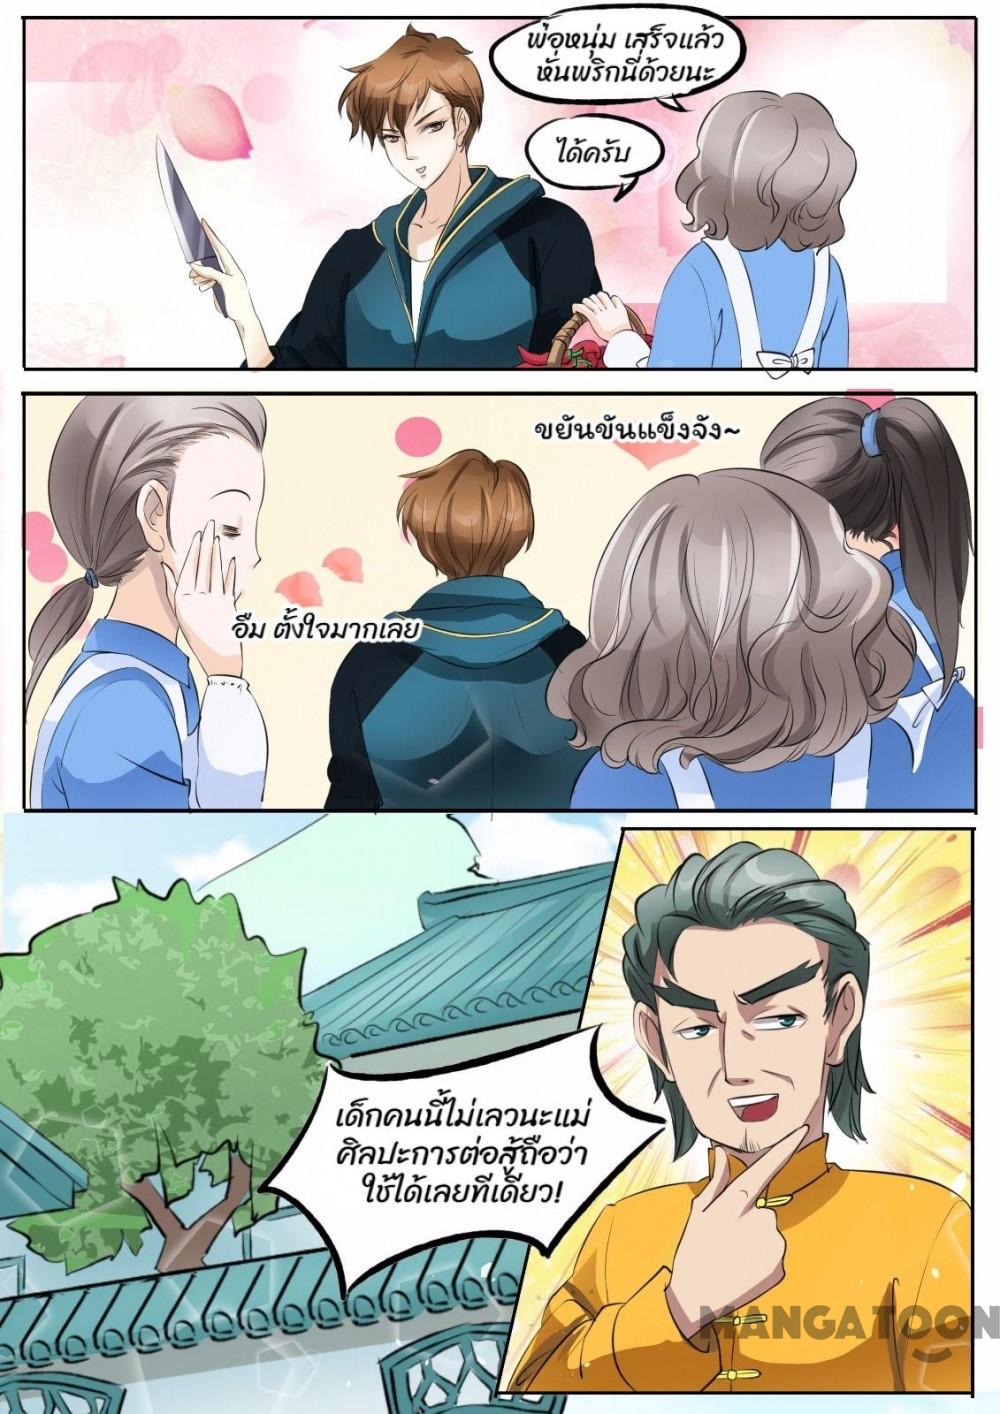 พ่อหนุ่ม เสร็จแล้ว
หั่นพริกนี่ด้วยนะ
ได้ครับ
ขยันขันแข็งจัง~
อืม ตั้งใจมากเลย
เด็กคนนี้ไม่เลวนะแม่
ศิลปะการต่อสู้ถือว่า
ใช้ได้เลยทีเดียว!
MANGATOON